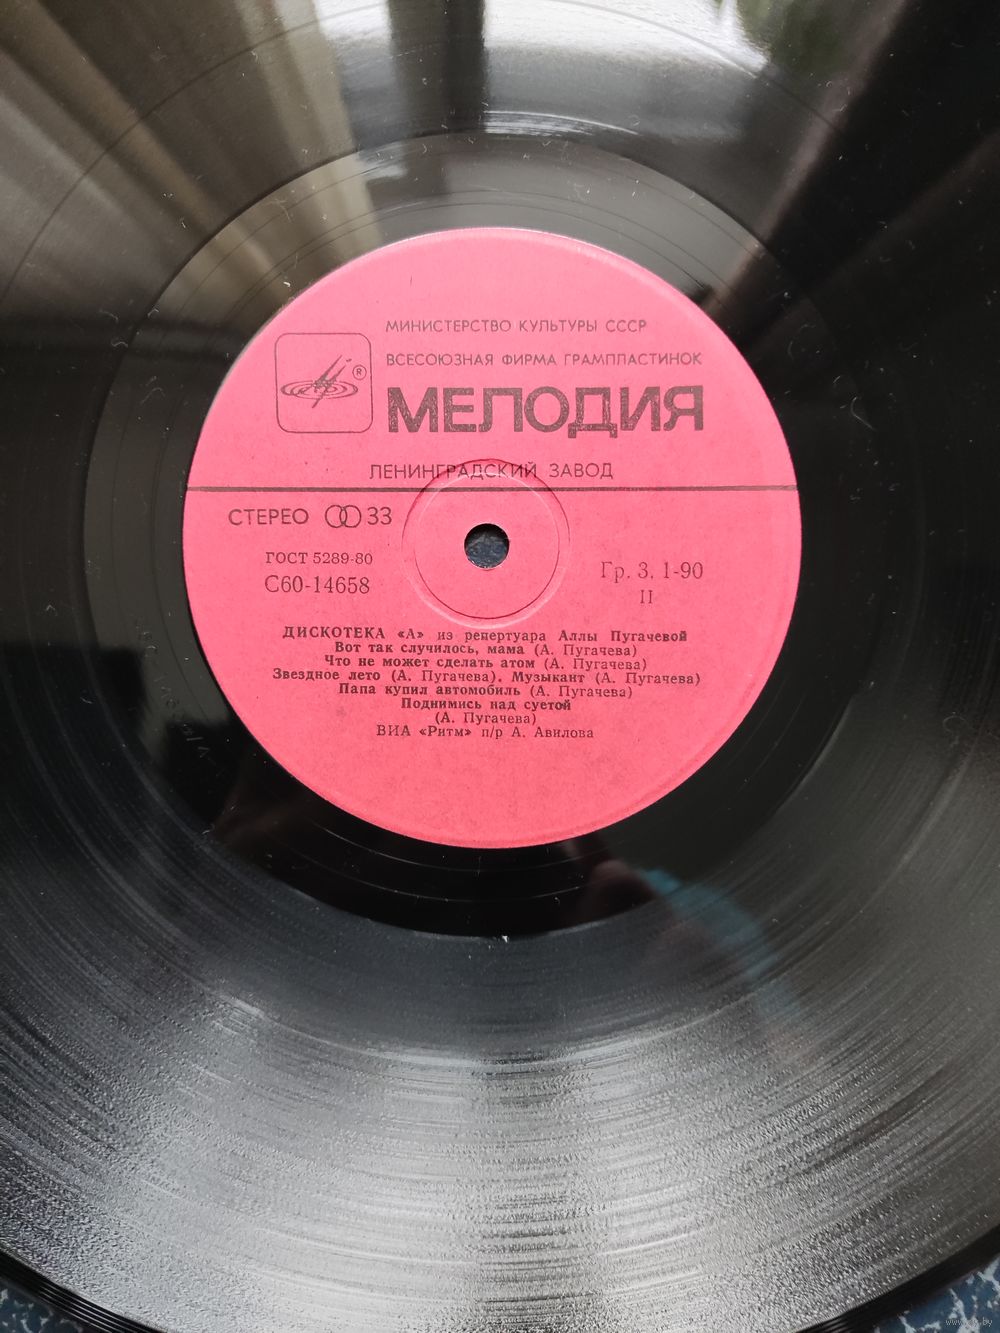 МИНИСТЕРСТВО КУЛЬТУРЫ СССР
ВСЕСОЮЗНАЯ ФИРМА ГРАМПЛАСТИНОК
®
МЕЛОДИЯ
ЛЕНИНГРАДСКИЙ ЗАВОД
СТЕРЕО 33
ГОСТ 5289-80
С60-14658
Гр. 3. 1-90
II
ДИСКОТЕКА «А» из репертуара Аллы Пугачевой
Вот так случилось, мама (А. Пугачева)
Что не может сделать атом (А. Пугачева)
Звездное лето (А. Пугачева). Музыкант (А. Пугачева)
Папа купил автомобиль (А. Пугачева)
Поднимись над суетой
(А. Пугачева)
ВИА «Ритм» п/р А. Авилова